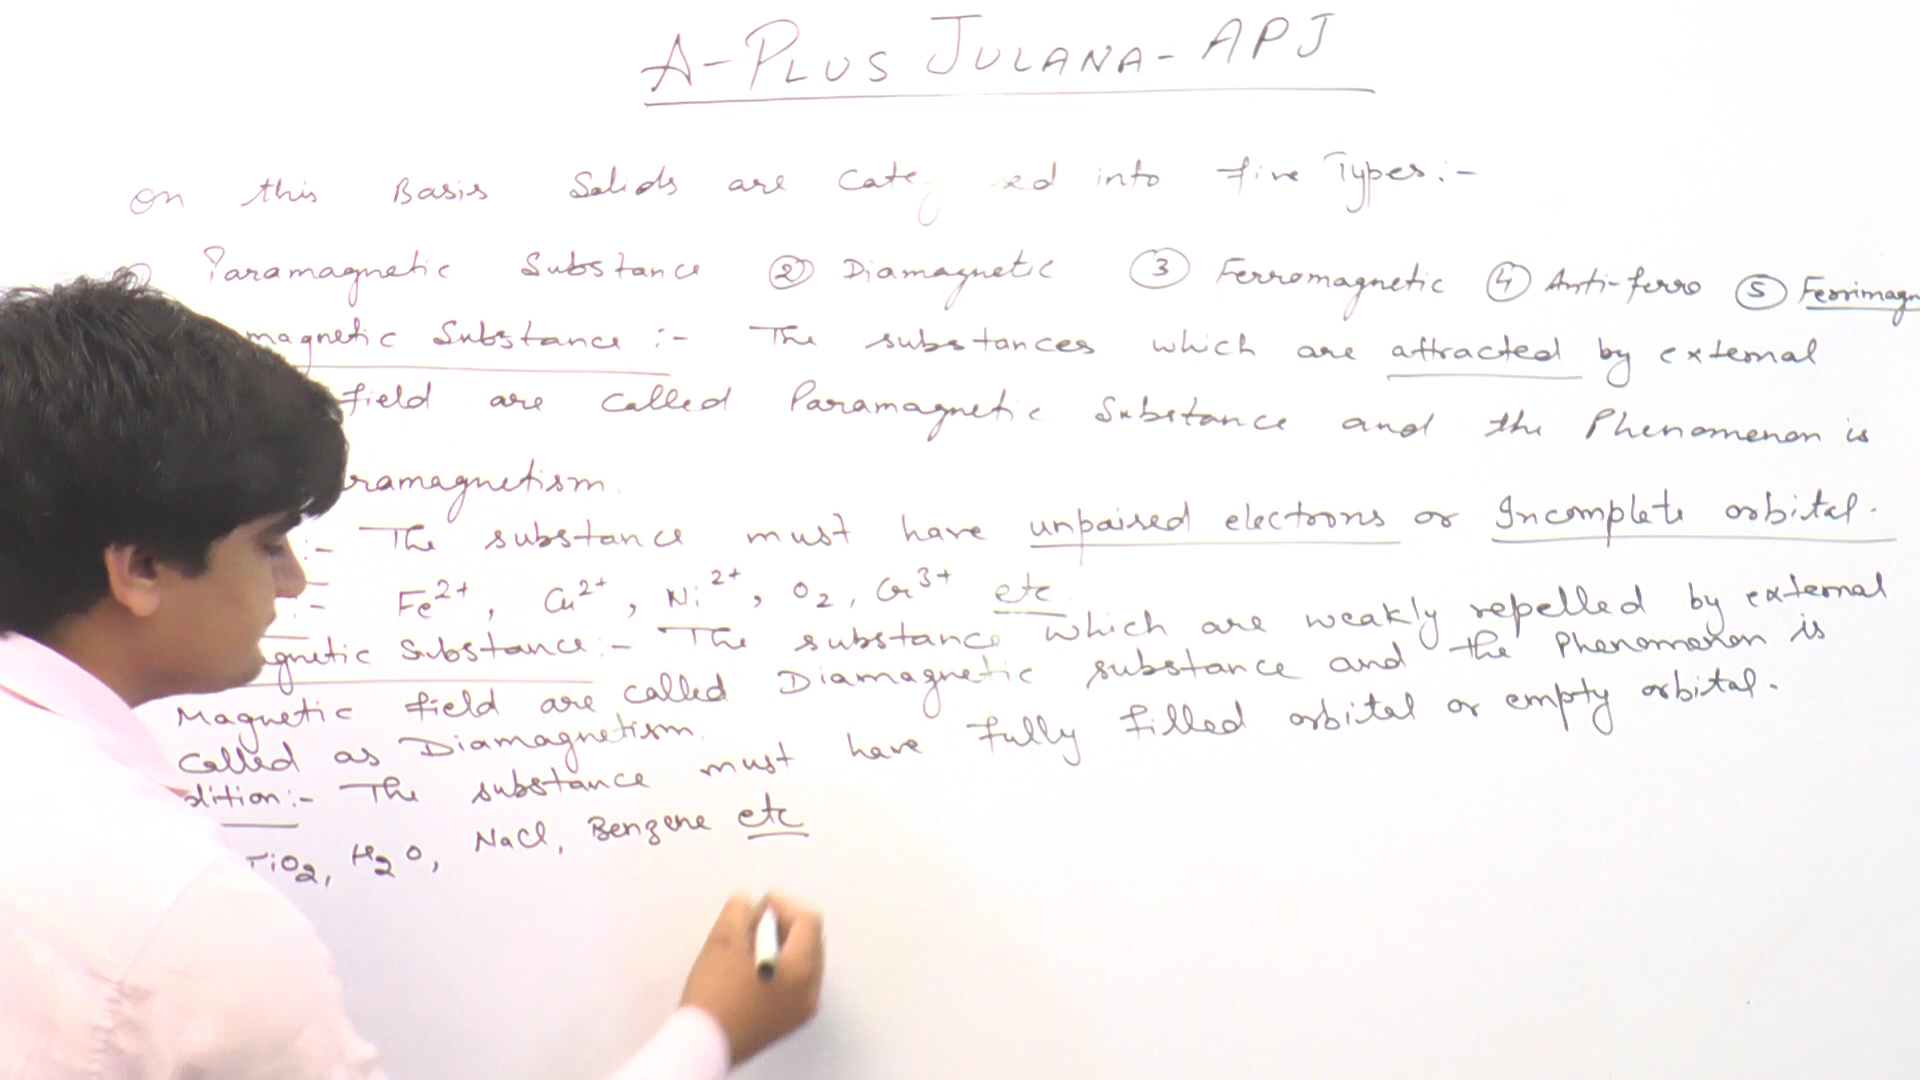 A-PLUS JULANA- APJ
on this Basis Solids are Cate ed into five Types:-
Paramagnetic Substance ② Diamagnetic ③ Ferromagnetic ④ Anti-ferro ⑤ Ferrimagn
magnetic Substance :- The substances which are attracted by external
field are called Paramagnetic Substance and the Phenomenon is
ramagnetism.
:- The substance must have unpaired electrons or Incomplete orbital.
:- Fe²⁺, Cu²⁺, Ni²⁺, O₂, Cr³⁺ etc
gnetic Substance:- The substance which are weakly repelled by external
Magnetic field are called Diamagnetic substance and the Phenomenon is
called as Diamagnetism.
dition:- The substance must have fully filled orbital or empty orbital.
TiO₂, H₂O, NaCl, Benzene etc